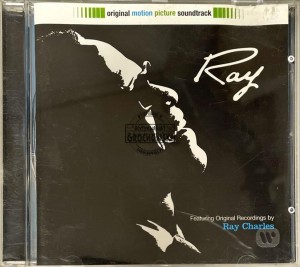 original motion picture soundtrack
Ray
Featuring Original Recordings by
Ray Charles